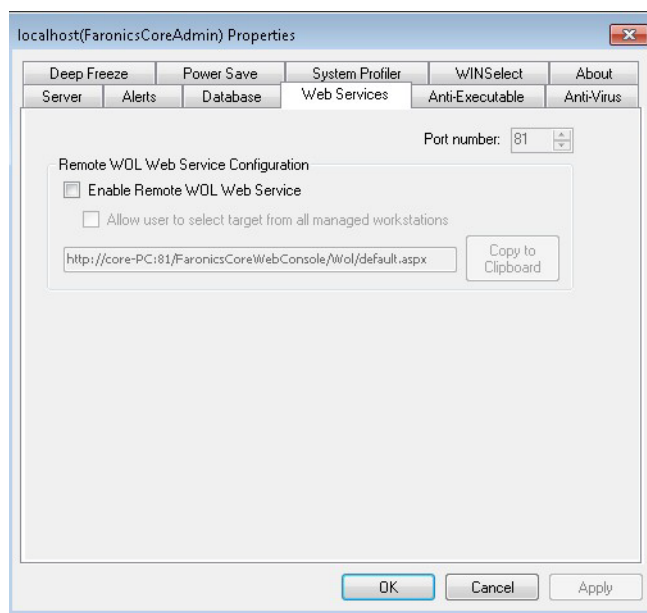 localhost(FaronicsCoreAdmin) Properties
Deep Freeze Power Save System Profiler WINSelect About
Server Alerts Database Web Services Anti-Executable Anti-Virus
Port number: 81
Remote WOL Web Service Configuration
Enable Remote WOL Web Service
Allow user to select target from all managed workstations
http://core-PC:81/FaronicsCoreWebConsole/Wol/default.aspx
Copy to
Clipboard
OK Cancel Apply